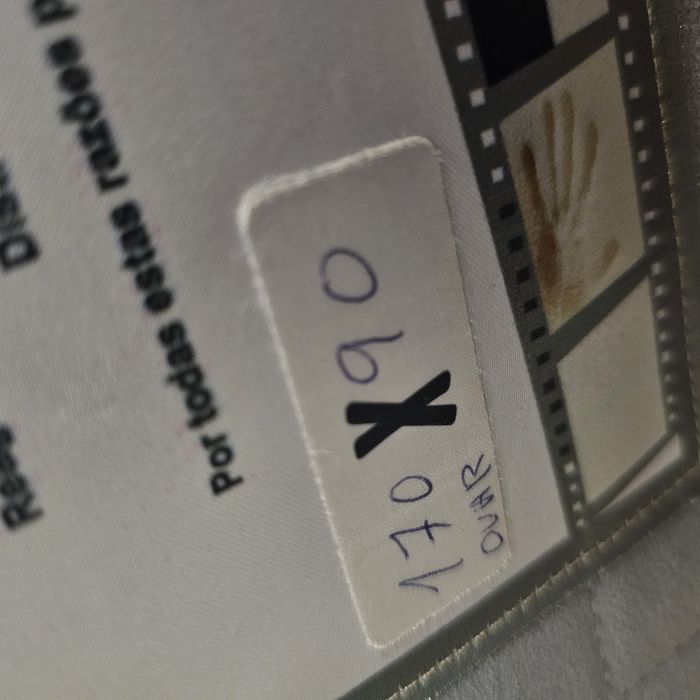 Por todas estas razões p
170 X 90
OVAR